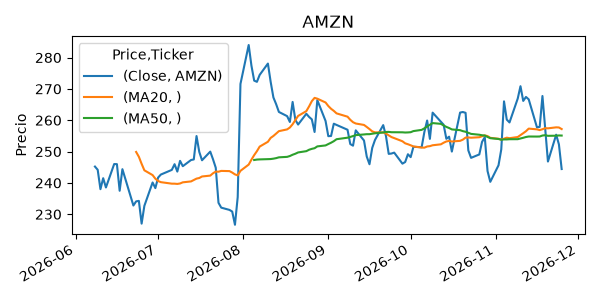 AMZN
Price,Ticker
(Close, AMZN)
(MA20, )
(MA50, )
Precio
280
270
260
250
240
230
2026-06
2026-07
2026-08
2026-09
2026-10
2026-11
2026-12